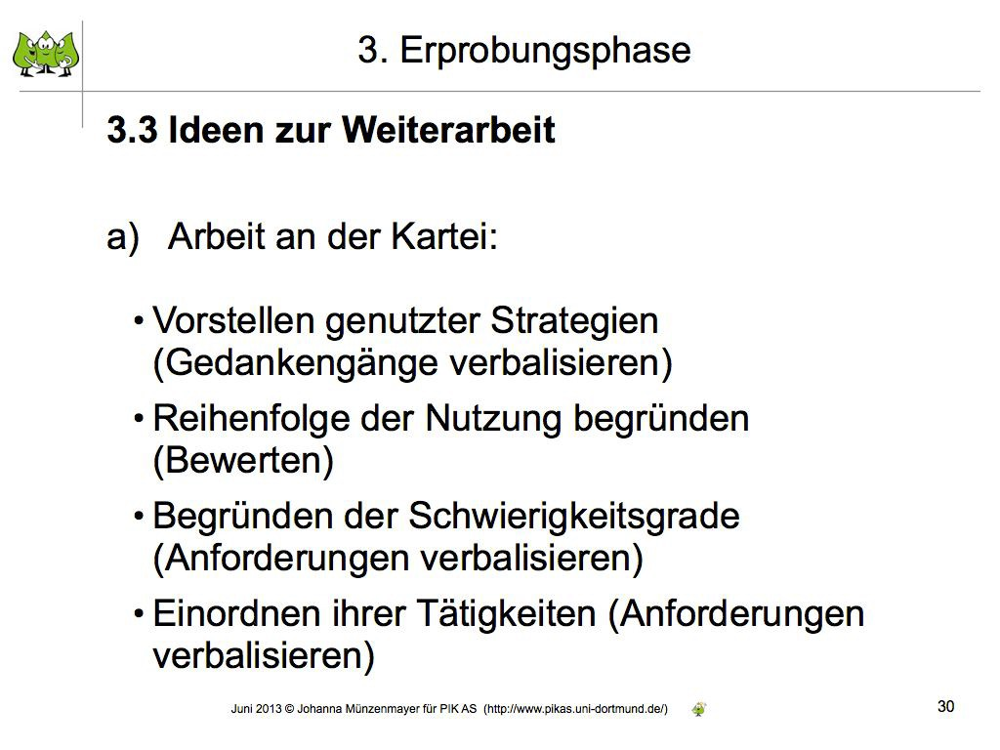 3. Erprobungsphase
3.3 Ideen zur Weiterarbeit
a) Arbeit an der Kartei:
• Vorstellen genutzter Strategien
(Gedankengänge verbalisieren)
• Reihenfolge der Nutzung begründen
(Bewerten)
• Begründen der Schwierigkeitsgrade
(Anforderungen verbalisieren)
• Einordnen ihrer Tätigkeiten (Anforderungen
verbalisieren)
Juni 2013 © Johanna Münzenmayer für PIK AS (http://www.pikas.uni-dortmund.de/)
30